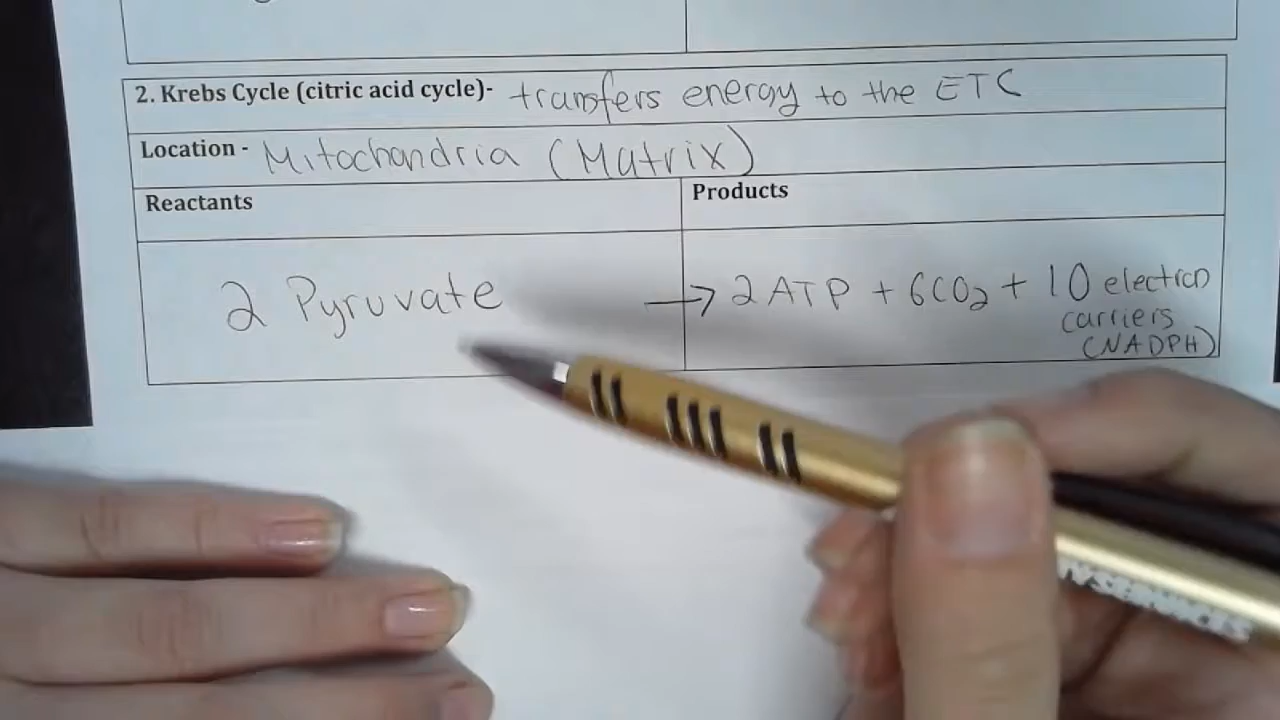 2. Krebs Cycle (citric acid cycle)- transfers energy to the ETC
Location - Mitochondria (Matrix)
Reactants
Products
2 Pyruvate → 2 ATP + 6CO₂ + 10 electron
carriers
(NADPH)